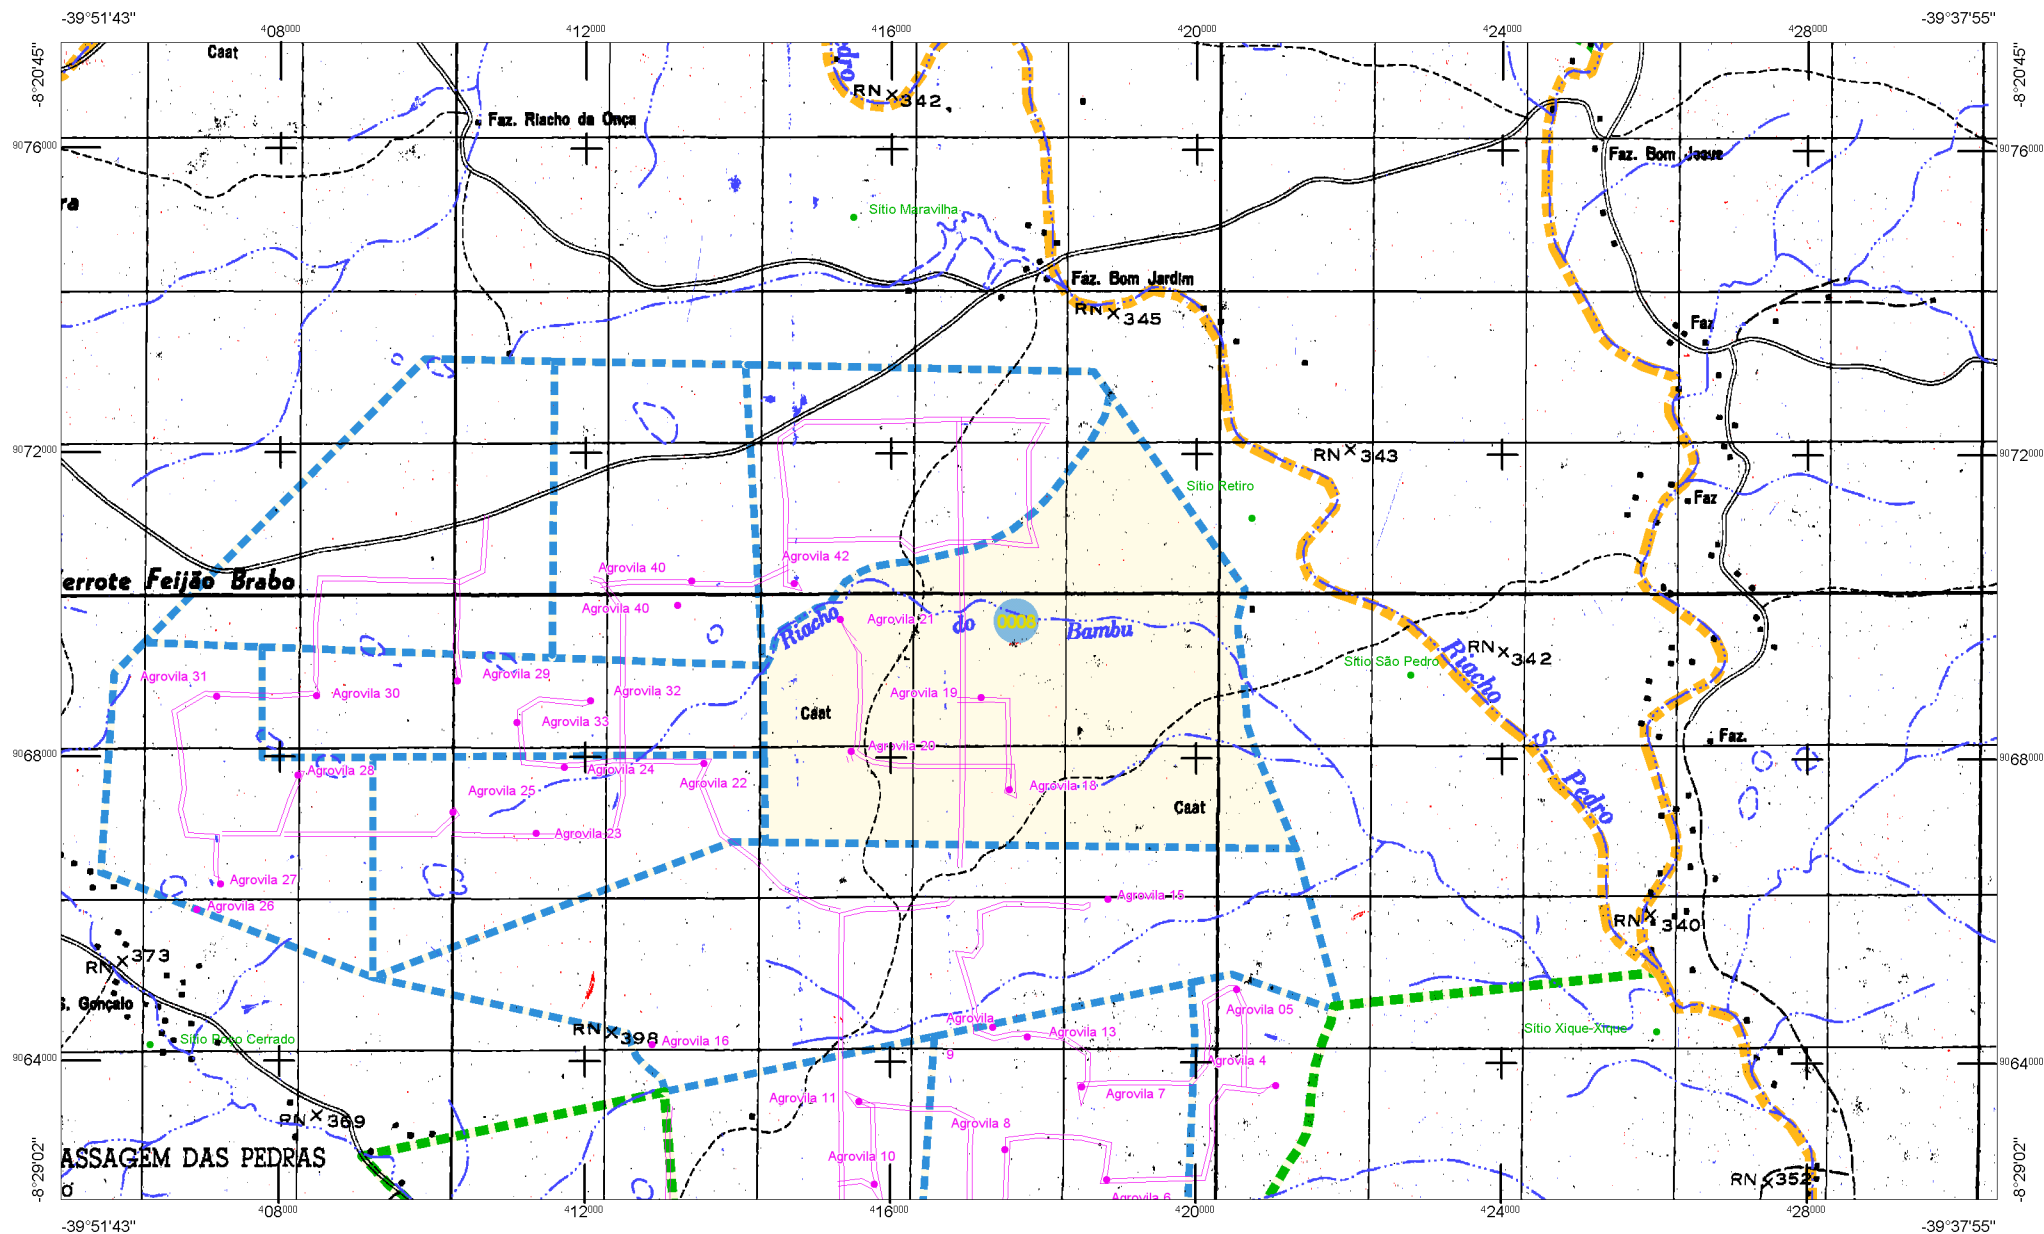 -39°51'43"
-39°37'55"
408000
412000
416000
420000
424000
428000
-8°20'45"
-8°20'45"
Caat
RN 342
Faz. Riacho da Onça
9076000
9076000
Faz. Bom Jesus
ra
Sítio Maravilha
Faz. Bom Jardim
RN 345
Faz
9072000
9072000
RN 343
Sítio Retiro
Faz
Agrovila 42
Agrovila 40
errote Feijão Brabo
Agrovila 40
Riacho do Bambu
Agrovila 21
0008
RN 342
Sítio São Pedro
Riacho S. Pedro
Agrovila 31
Agrovila 29
Agrovila 30
Agrovila 32
Agrovila 19
Caat
Agrovila 33
Faz.
Agrovila 20
9068000
9068000
Agrovila 28
Agrovila 24
Agrovila 22
Agrovila 18
Agrovila 25
Caat
Agrovila 23
Agrovila 27
Agrovila 15
Agrovila 26
RN 340
RN 373
S. Gonçalo
Agrovila 05
Agrovila
9
Agrovila 13
Sítio Xique-Xique
RN 398
Sítio Poço Cerrado
Agrovila 16
9064000
9064000
Agrovila 4
Agrovila 11
Agrovila 7
RN 369
Agrovila 8
ASSAGEM DAS PEDRAS
Agrovila 10
RN 352
Agrovila 6
-8°29'02"
-8°29'02"
408000
412000
416000
420000
424000
428000
-39°51'43"
-39°37'55"